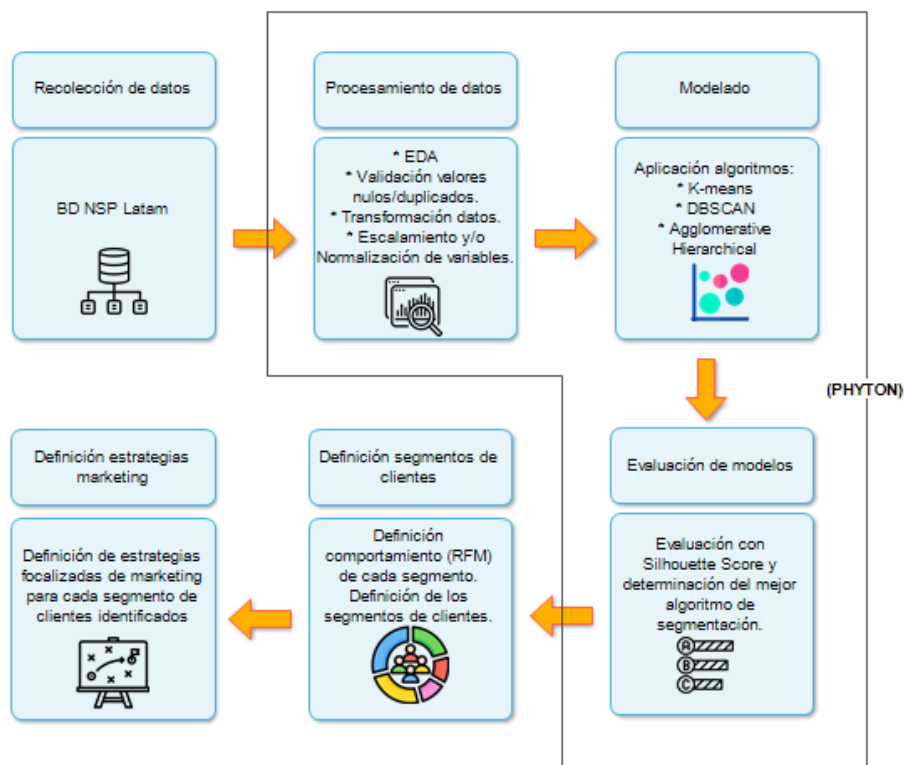 Recolección de datos
BD NSP Latam
Procesamiento de datos
* EDA
* Validación valores
nulos/duplicados.
* Transformación datos.
* Escalamiento y/o
Normalización de variables.
Modelado
Aplicación algoritmos:
* K-means
* DBSCAN
* Agglomerative
Hierarchical
(PHYTON)
Evaluación de modelos
Evaluación con
Silhouette Score y
determinación del mejor
algoritmo de
segmentación.
A
B
C
Definición segmentos de
clientes
Definición
comportamiento (RFM)
de cada segmento.
Definición de los
segmentos de clientes.
Definición estrategias
marketing
Definición de estrategias
focalizadas de marketing
para cada segmento de
clientes identificados